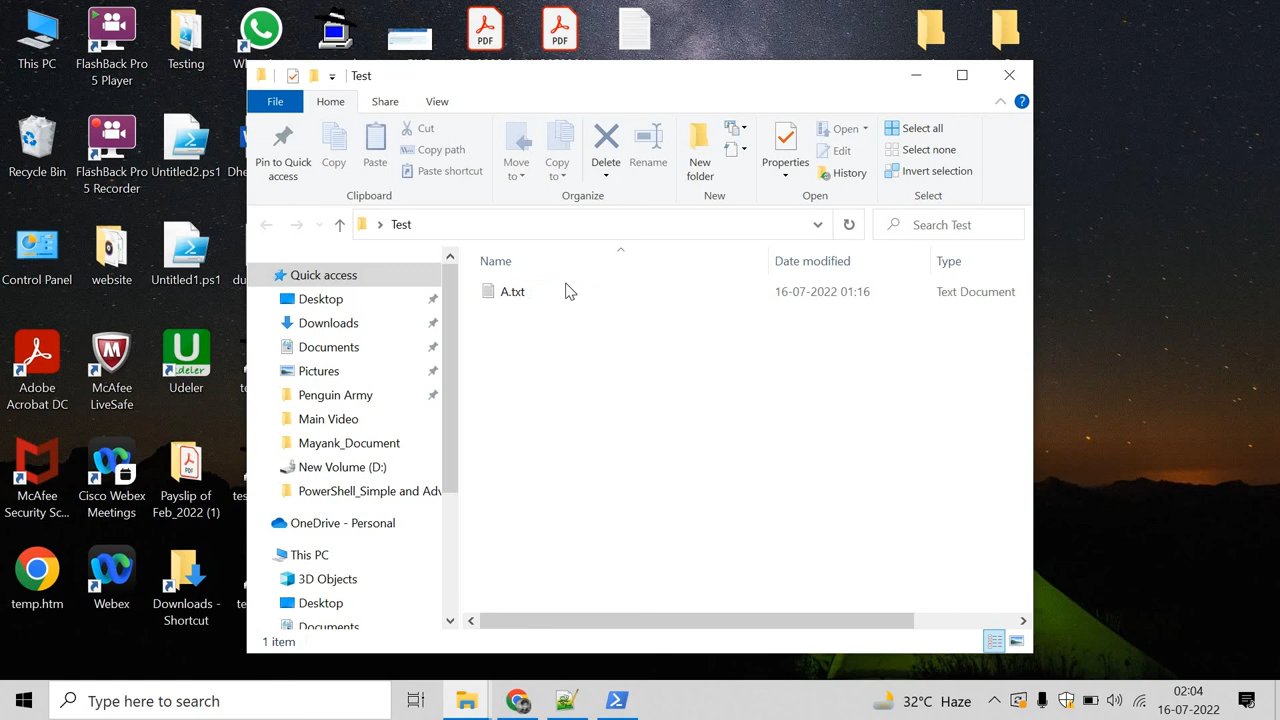 This PC
FlashBack Pro
5 Player
Testing
PDF
PDF
Test
File
Home
Share
View
Pin to Quick
access
Copy
Paste
Cut
Copy path
Paste shortcut
Move
to
Copy
to
Delete
Rename
New
folder
Properties
Open
Edit
History
Select all
Select none
Invert selection
Clipboard
Organize
New
Open
Select
Recycle Bin
FlashBack Pro
5 Recorder
Untitled2.ps1
Test
Search Test
Name
Date modified
Type
A.txt
16-07-2022 01:16
Text Document
Control Panel
website
Untitled1.ps1
Quick access
Desktop
Downloads
Documents
Pictures
Penguin Army
Main Video
Mayank_Document
New Volume (D:)
PowerShell_Simple and Adv
OneDrive - Personal
This PC
3D Objects
Desktop
Documents
Adobe
Acrobat DC
McAfee
LiveSafe
Udeler
McAfee
Security Sc...
Cisco Webex
Meetings
PDF
Payslip of
Feb_2022 (1)
temp.htm
Webex
Downloads -
Shortcut
1 item
Type here to search
32°C Haze
02:04
16-07-2022